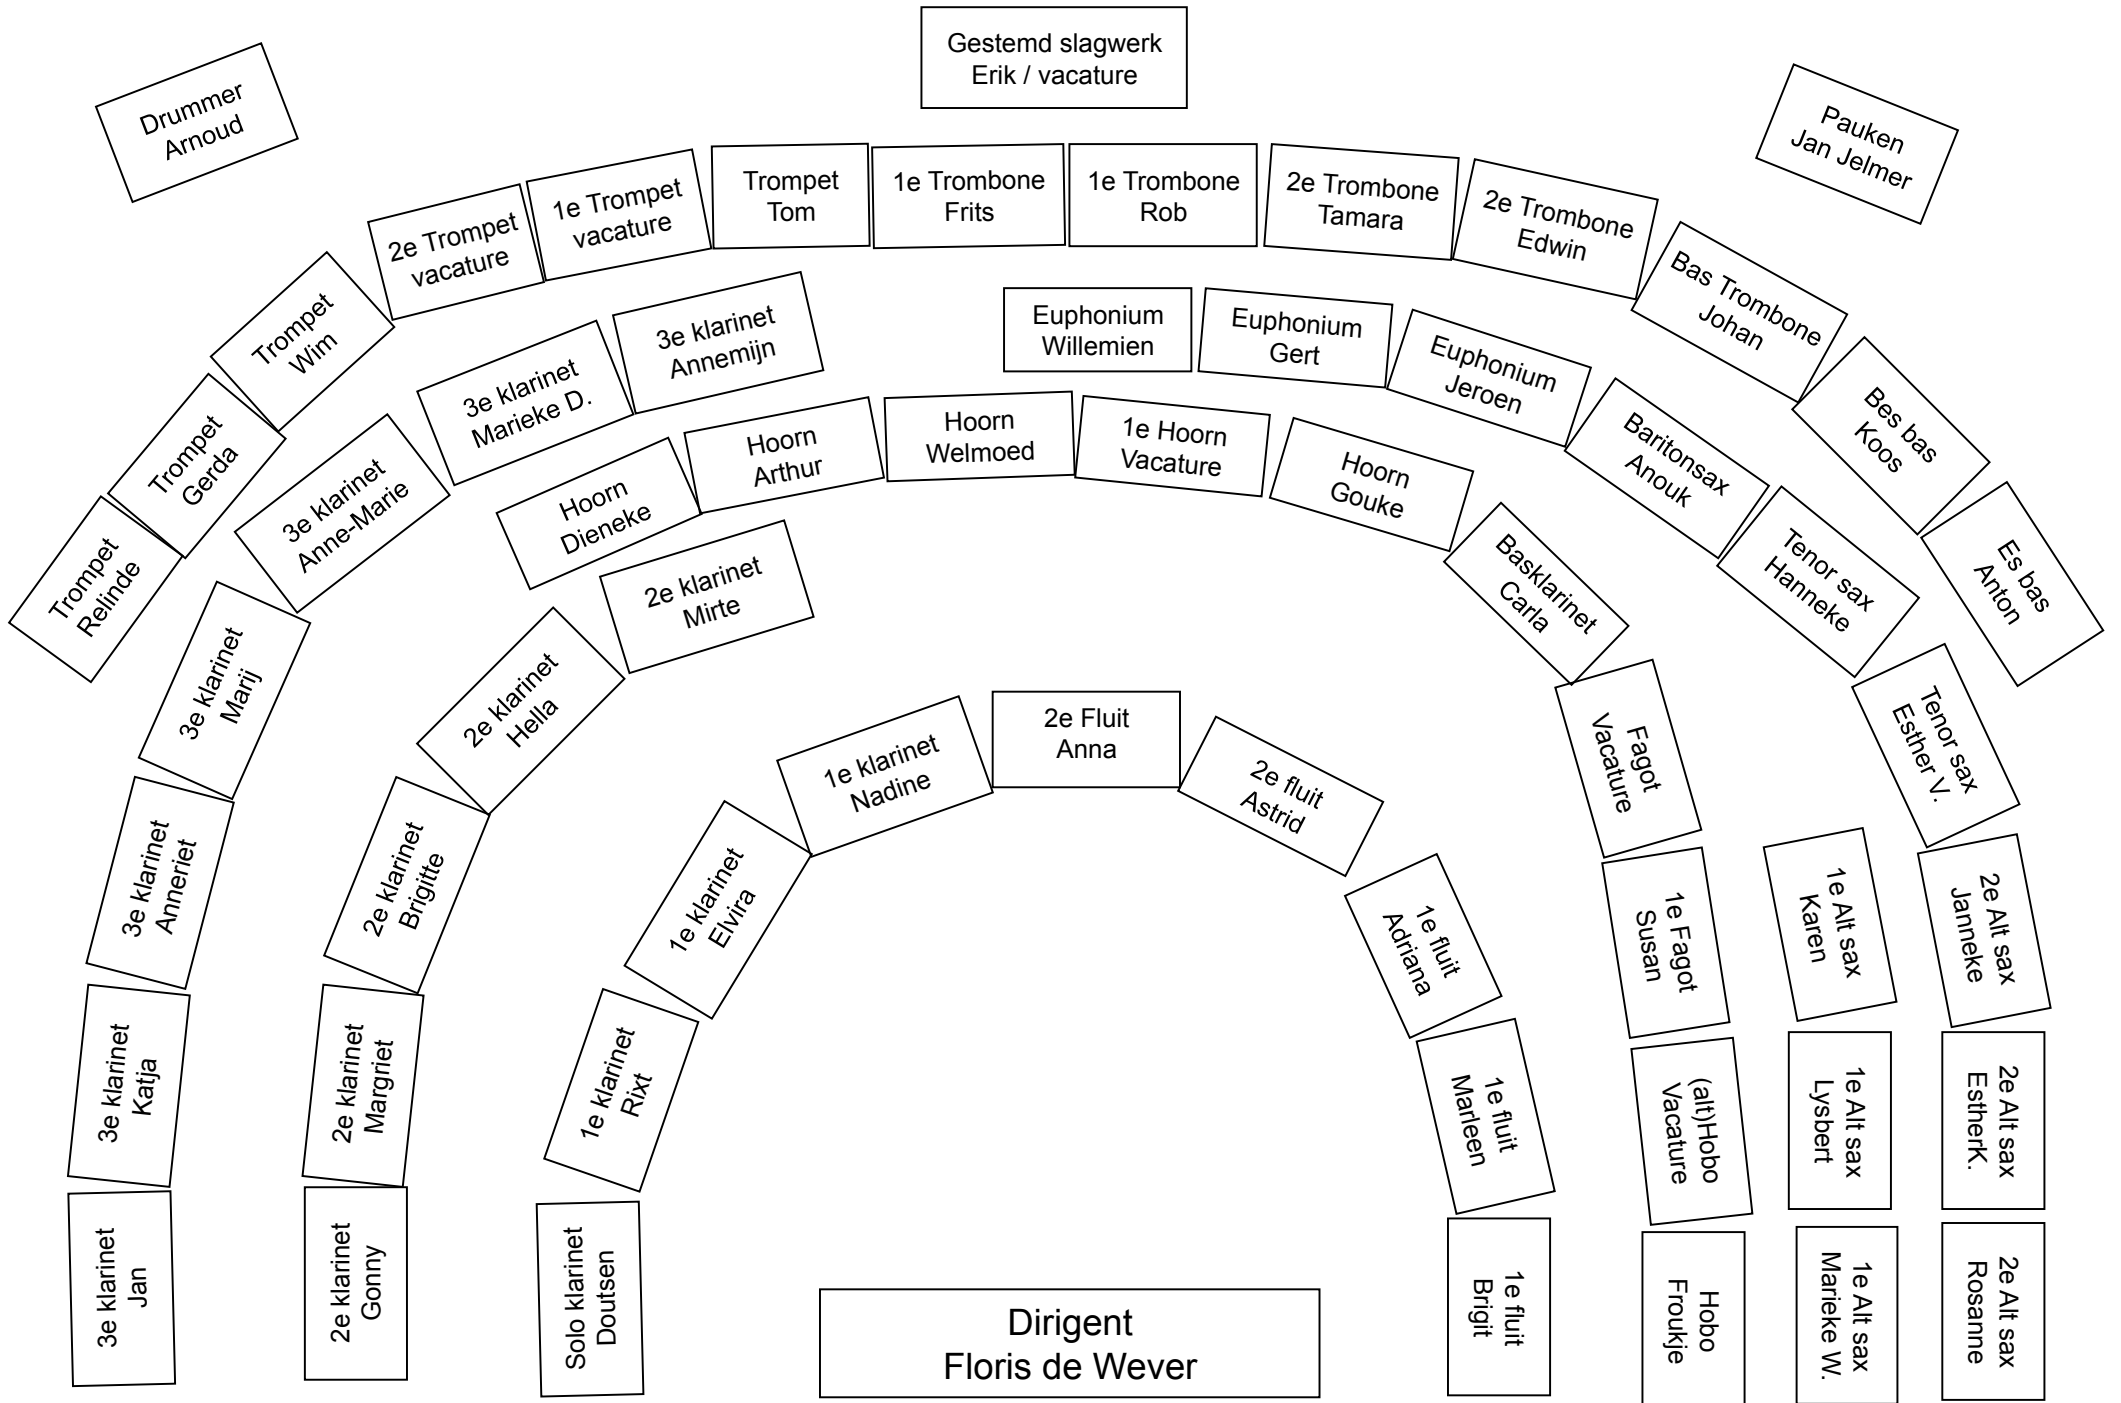 Gestemd slagwerk
Erik / vacature
Drummer
Arnoud
Pauken
Jan Jelmer
Trompet
Relinde
Trompet
Gerda
Trompet
Wim
2e Trompet
vacature
1e Trompet
vacature
Trompet
Tom
1e Trombone
Frits
1e Trombone
Rob
2e Trombone
Tamara
2e Trombone
Edwin
Bas Trombone
Johan
Bes bas
Koos
Es bas
Anton
3e klarinet
Jan
3e klarinet
Katja
3e klarinet
Anneriet
3e klarinet
Marij
3e klarinet
Anne-Marie
3e klarinet
Marieke D.
3e klarinet
Annemijn
Euphonium
Willemien
Euphonium
Gert
Euphonium
Jeroen
Baritonsax
Anouk
Tenor sax
Hanneke
Tenor sax
Esther V.
2e Alt sax
Janneke
2e Alt sax
EstherK.
2e Alt sax
Rosanne
Hoorn
Dieneke
Hoorn
Arthur
Hoorn
Welmoed
1e Hoorn
Vacature
Hoorn
Gouke
Basklarinet
Carla
Fagot
Vacature
1e Fagot
Susan
(alt)Hobo
Vacature
Hobo
Froukje
1e Alt sax
Karen
1e Alt sax
Lysbert
1e Alt sax
Marieke W.
2e klarinet
Gonny
2e klarinet
Margriet
2e klarinet
Brigitte
2e klarinet
Hella
2e klarinet
Mirte
Solo klarinet
Doutsen
1e klarinet
Rixt
1e klarinet
Elvira
1e klarinet
Nadine
2e Fluit
Anna
2e fluit
Astrid
1e fluit
Adriana
1e fluit
Marleen
1e fluit
Brigit
Dirigent
Floris de Wever